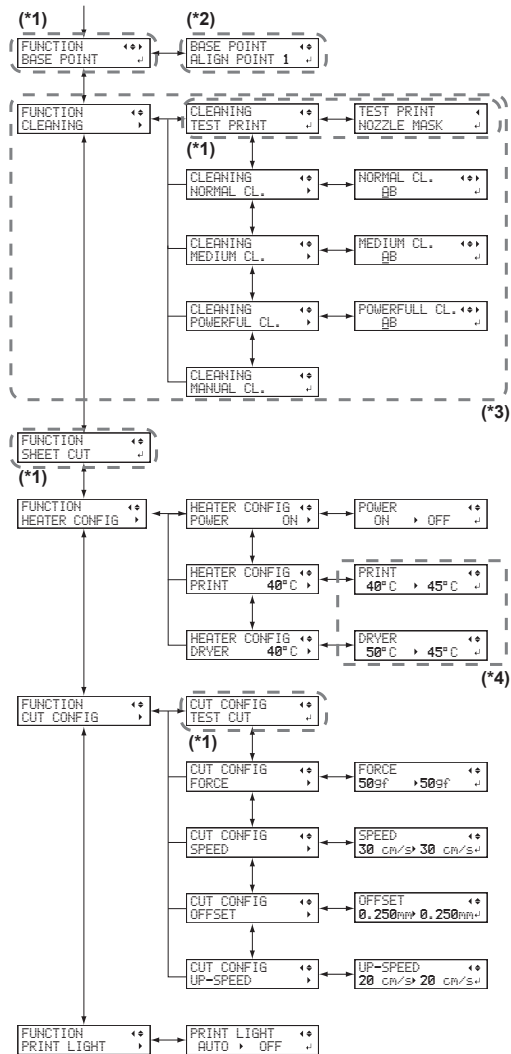 (*1)
(*2)
FUNCTION
BASE POINT ↵
BASE POINT
ALIGN POINT 1 ↵
FUNCTION
CLEANING
CLEANING
TEST PRINT ↵
TEST PRINT
NOZZLE MASK ↵
(*1)
CLEANING
NORMAL CL.
NORMAL CL.
AB ↵
CLEANING
MEDIUM CL.
MEDIUM CL.
AB ↵
CLEANING
POWERFUL CL.
POWERFULL CL.
AB ↵
CLEANING
MANUAL CL. ↵
(*3)
FUNCTION
SHEET CUT ↵
(*1)
FUNCTION
HEATER CONFIG
HEATER CONFIG
POWER ON
POWER
ON OFF ↵
HEATER CONFIG
PRINT 40°C
PRINT
40°C 45°C ↵
HEATER CONFIG
DRYER 40°C
DRYER
50°C 45°C ↵
(*4)
FUNCTION
CUT CONFIG
CUT CONFIG
TEST CUT ↵
(*1)
CUT CONFIG
FORCE
FORCE
50gf 50gf ↵
CUT CONFIG
SPEED
SPEED
30 cm/s 30 cm/s↵
CUT CONFIG
OFFSET
OFFSET
0.250mm 0.250mm↵
CUT CONFIG
UP-SPEED
UP-SPEED
20 cm/s 20 cm/s↵
FUNCTION
PRINT LIGHT
PRINT LIGHT
AUTO OFF ↵